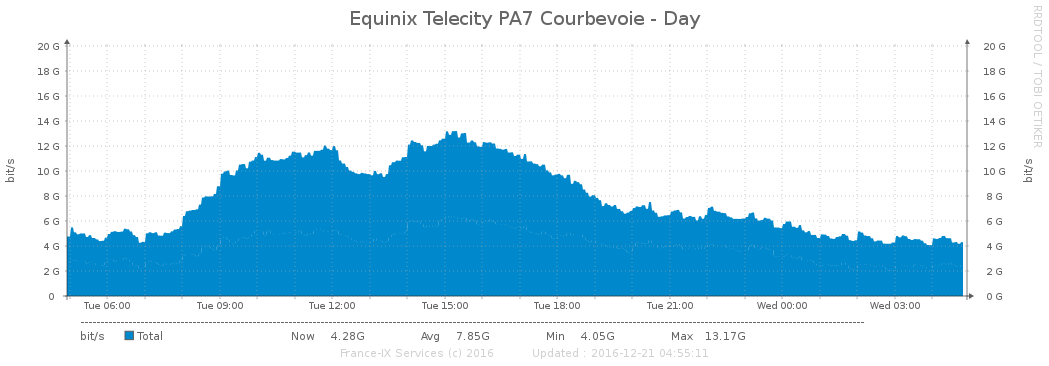 Equinix Telecity PA7 Courbevoie - Day
RRDTOOL / TOBI OETIKER
bit/s
20 G
18 G
16 G
14 G
12 G
10 G
8 G
6 G
4 G
2 G
0
20 G
18 G
16 G
14 G
12 G
10 G
8 G
6 G
4 G
2 G
0 G
bit/s
Tue 06:00 Tue 09:00 Tue 12:00 Tue 15:00 Tue 18:00 Tue 21:00 Wed 00:00 Wed 03:00
bit/s Total Now 4.28G Avg 7.85G Min 4.05G Max 13.17G
France-IX Services (c) 2016 Updated : 2016-12-21 04:55:11